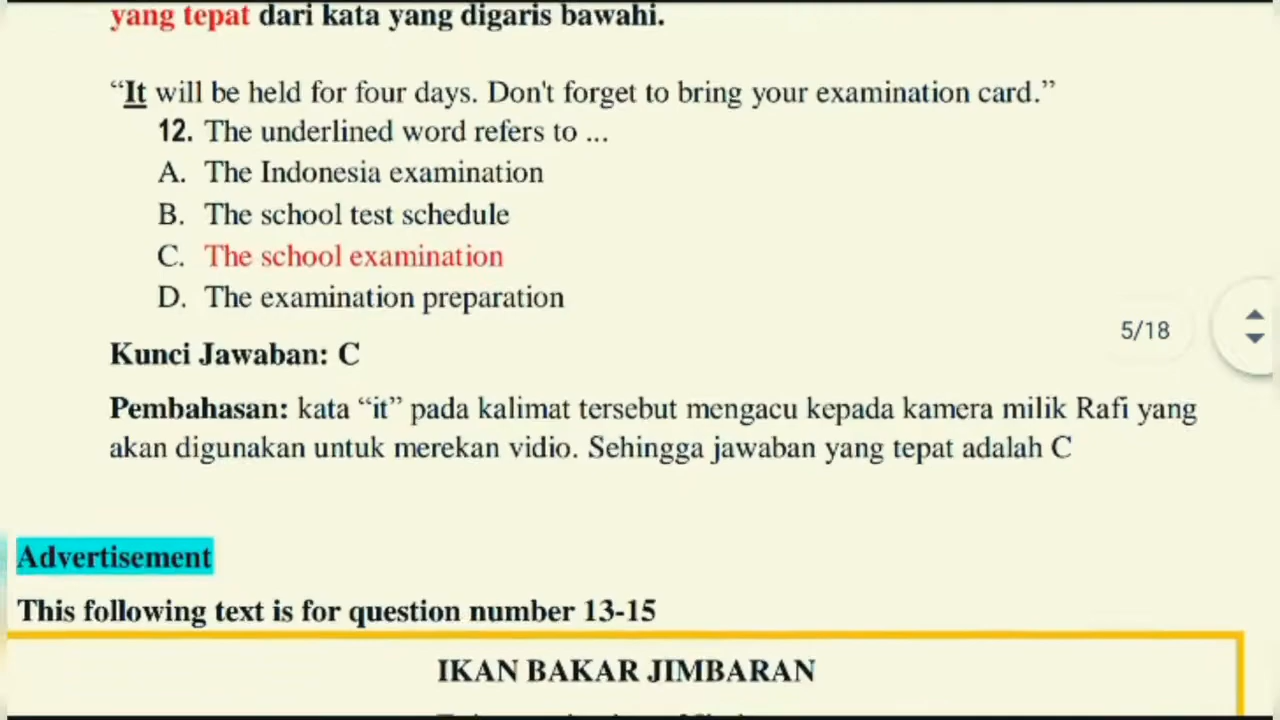 yang tepat dari kata yang digaris bawahi.
“It will be held for four days. Don't forget to bring your examination card.”
12. The underlined word refers to ...
A. The Indonesia examination
B. The school test schedule
C. The school examination
D. The examination preparation
5/18
Kunci Jawaban: C
Pembahasan: kata “it” pada kalimat tersebut mengacu kepada kamera milik Rafi yang
akan digunakan untuk merekan vidio. Sehingga jawaban yang tepat adalah C
Advertisement
This following text is for question number 13-15
IKAN BAKAR JIMBARAN